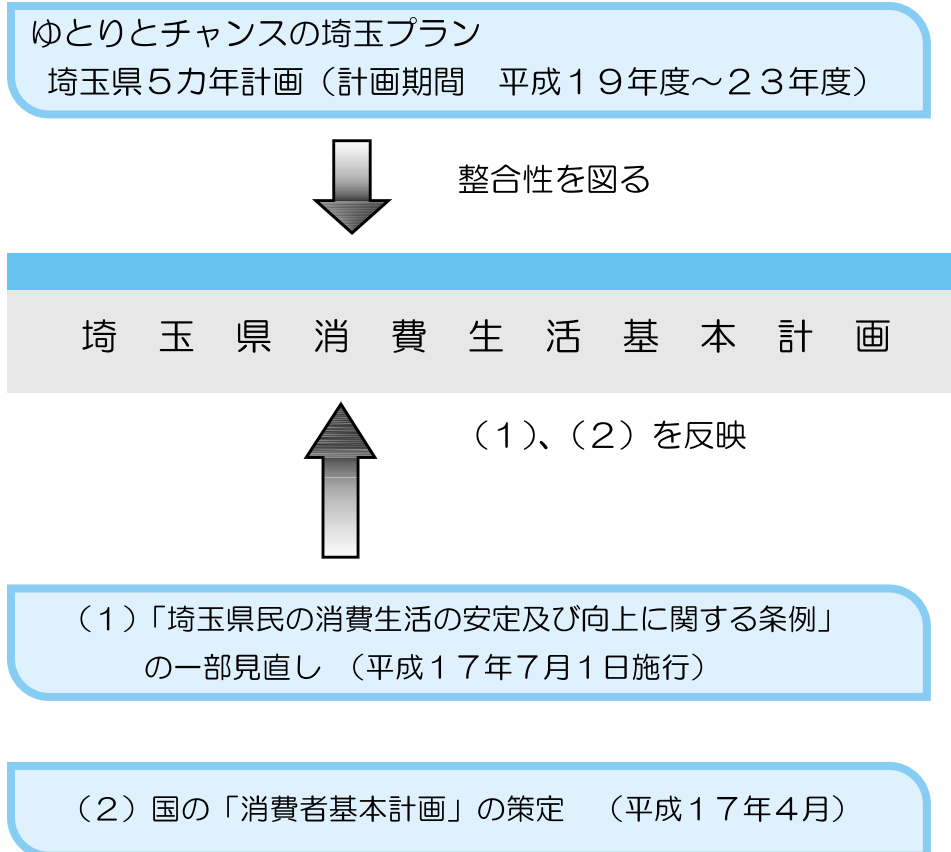 ゆとりとチャンスの埼玉プラン
埼玉県５カ年計画（計画期間　平成１９年度～２３年度）
整合性を図る
埼玉県消費生活基本計画
（１）、（２）を反映
（１）「埼玉県民の消費生活の安定及び向上に関する条例」
の一部見直し　（平成１７年７月１日施行）
（２）国の「消費者基本計画」の策定　（平成１７年４月）